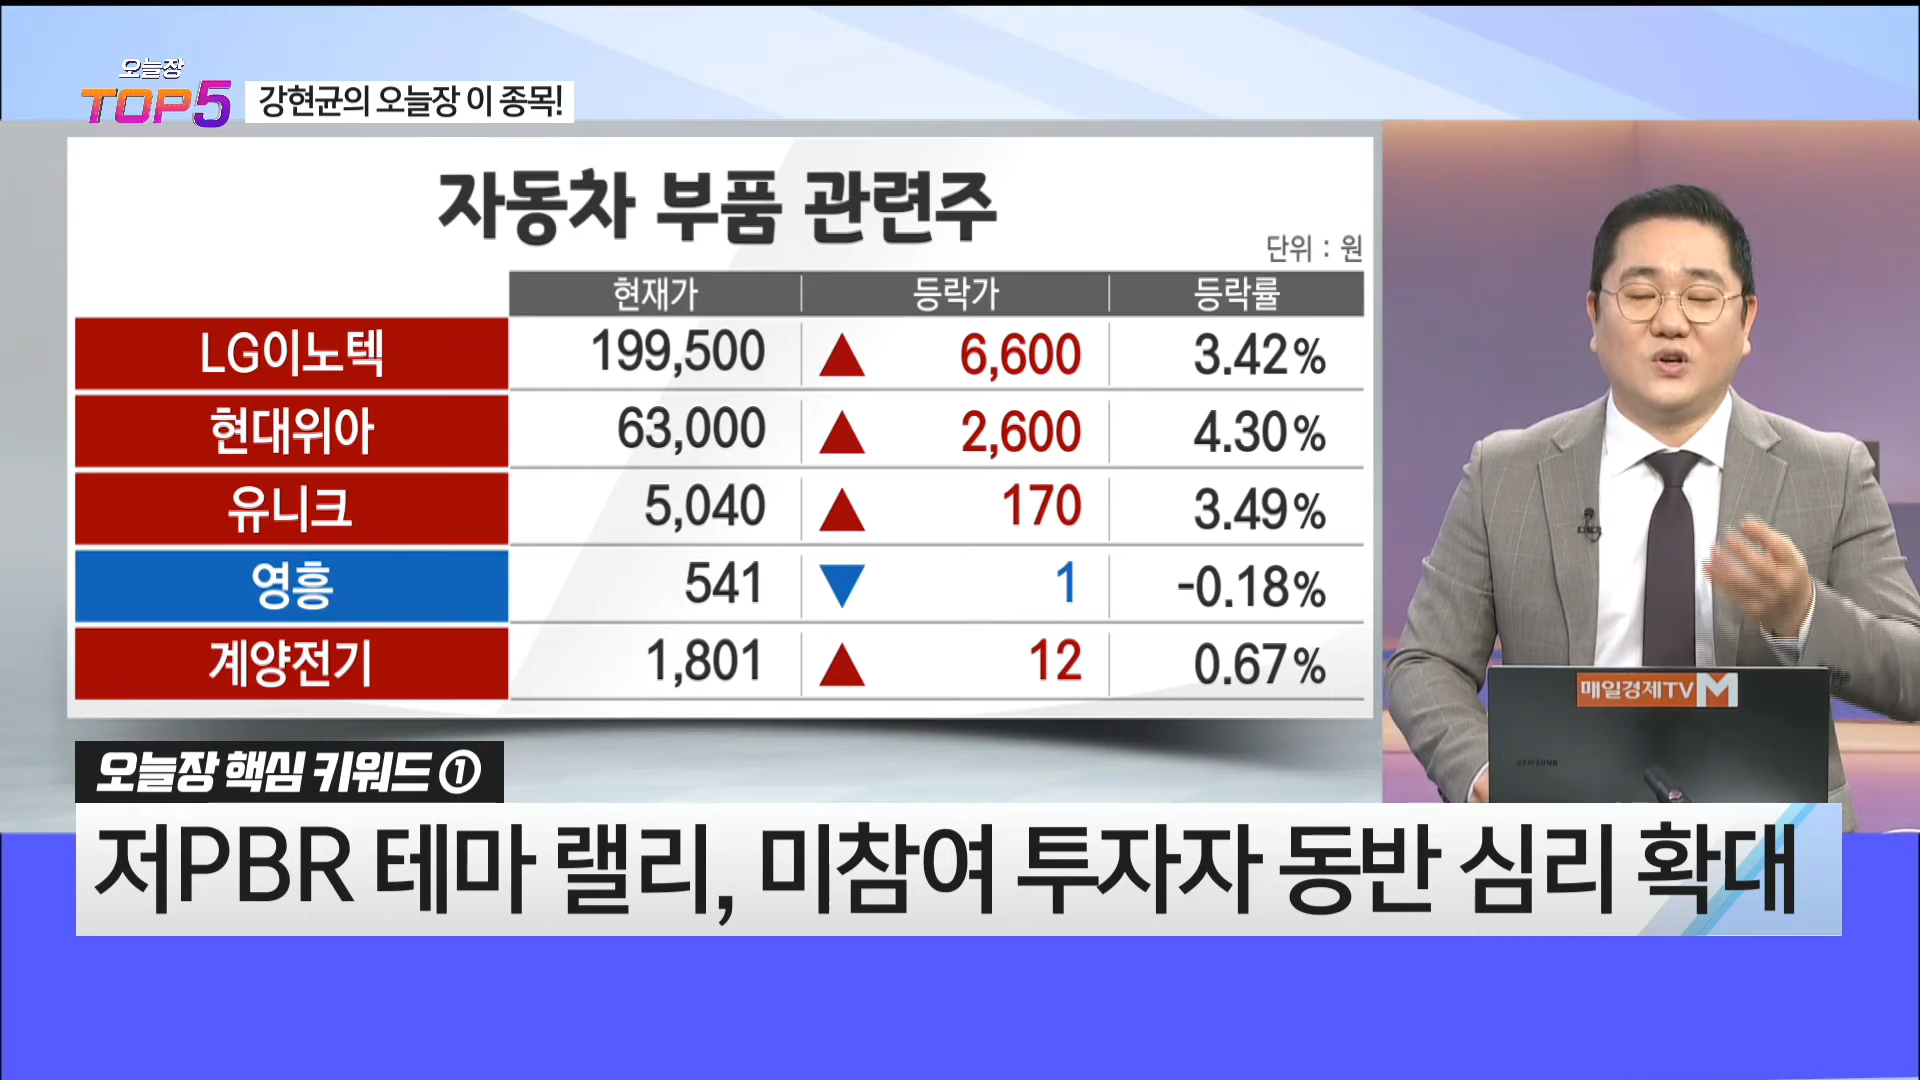 오늘장
TOP5
강현균의 오늘장 이 종목!
자동차 부품 관련주
단위 : 원
현재가 등락가 등락률
LG이노텍 199,500 ▲ 6,600 3.42%
현대위아 63,000 ▲ 2,600 4.30%
유니크 5,040 ▲ 170 3.49%
영흥 541 ▼ 1 -0.18%
계양전기 1,801 ▲ 12 0.67%
매일경제TV M
SAMSUNG
오늘장 핵심 키워드 ①
저PBR 테마 랠리, 미참여 투자자 동반 심리 확대